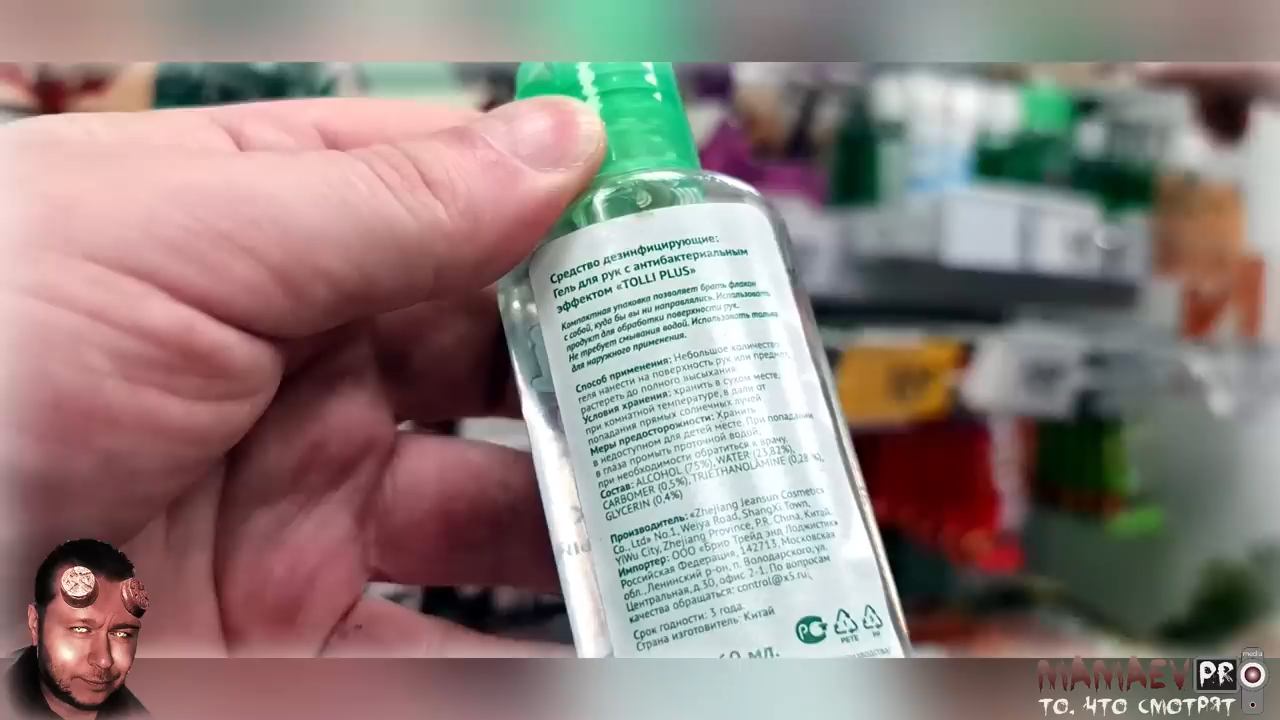 Средство дезинфицирующие:
Гель для рук с антибактериальным
эффектом «TOLLI PLUS»
Компактная упаковка позволяет брать флакон
с собой, куда бы вы ни направлялись. Использовать
продукт для обработки поверхности рук.
Не требует смывания водой. Использовать только
для наружного применения.
Способ применения: Небольшое количество
геля нанести на поверхность рук или предмет,
растереть до полного высыхания
Условия хранения: хранить в сухом месте,
при комнатной температуре, в дали от
попадания прямых солнечных лучей
Меры предосторожности: Хранить
в недоступном для детей месте. При попадании
в глаза промыть проточной водой,
при необходимости обратиться к врачу.
Состав: ALCOHOL (75%), WATER (23,82%),
CARBOMER (0.5%), TRIETHANOLAMINE (0,28 %),
GLYCERIN (0.4%)
Производитель: «Zhejiang Jeansun Cosmetics
Co., Ltd» No.1, Weiya Road, ShangXi Town,
YiWu City, Zhejiang Province, P.R. China, Китай.
Импортер: ООО «Брио Трейд энд Лоджистик»
Российская Федерация, 142713, Московская
обл., Ленинский р-он, п. Володарского, ул.
Центральная, д.30, офис 2-1. По вопросам
качества обращаться: control@x5.ru,
Срок годности: 3 года.
Страна изготовитель: Китай
PETE PP
60 мл.
media
MAMAEV PRO
ТО, ЧТО СМОТРЯТ